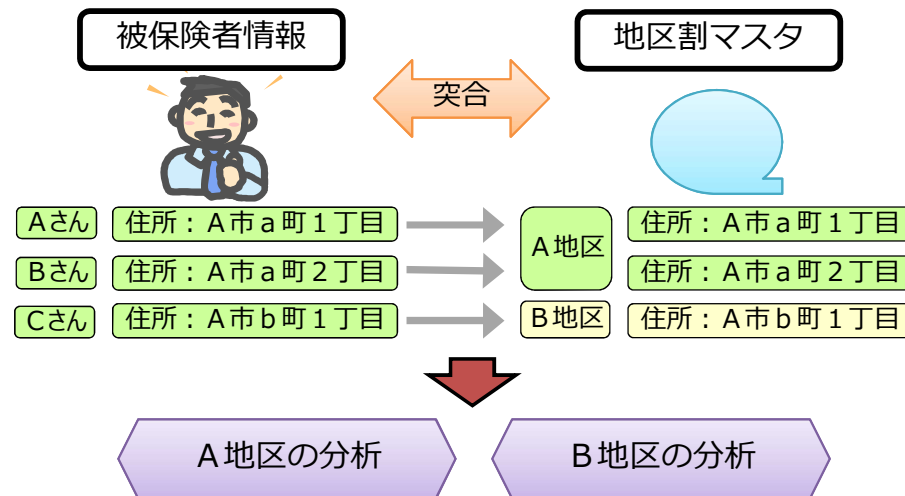 被保険者情報
地区割マスタ
突合
Aさん 住所：A市a町1丁目 A地区 住所：A市a町1丁目
Bさん 住所：A市a町2丁目 住所：A市a町2丁目
Cさん 住所：A市b町1丁目 B地区 住所：A市b町1丁目
A地区の分析
B地区の分析